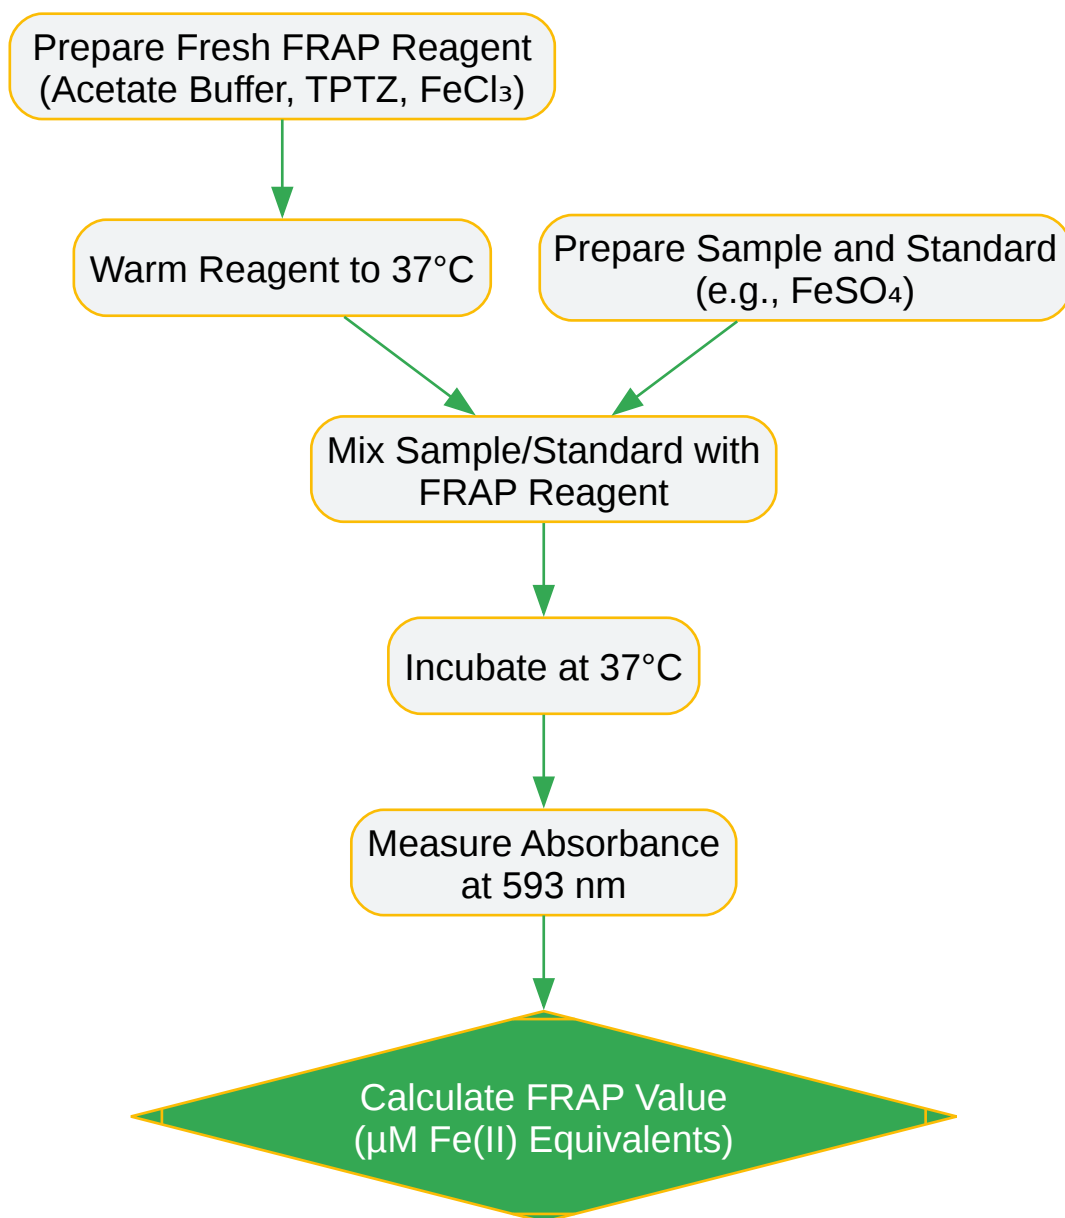 Prepare Fresh FRAP Reagent
(Acetate Buffer, TPTZ, FeCl₃)
Warm Reagent to 37°C
Prepare Sample and Standard
(e.g., FeSO₄)
Mix Sample/Standard with
FRAP Reagent
Incubate at 37°C
Measure Absorbance
at 593 nm
Calculate FRAP Value
(µM Fe(II) Equivalents)